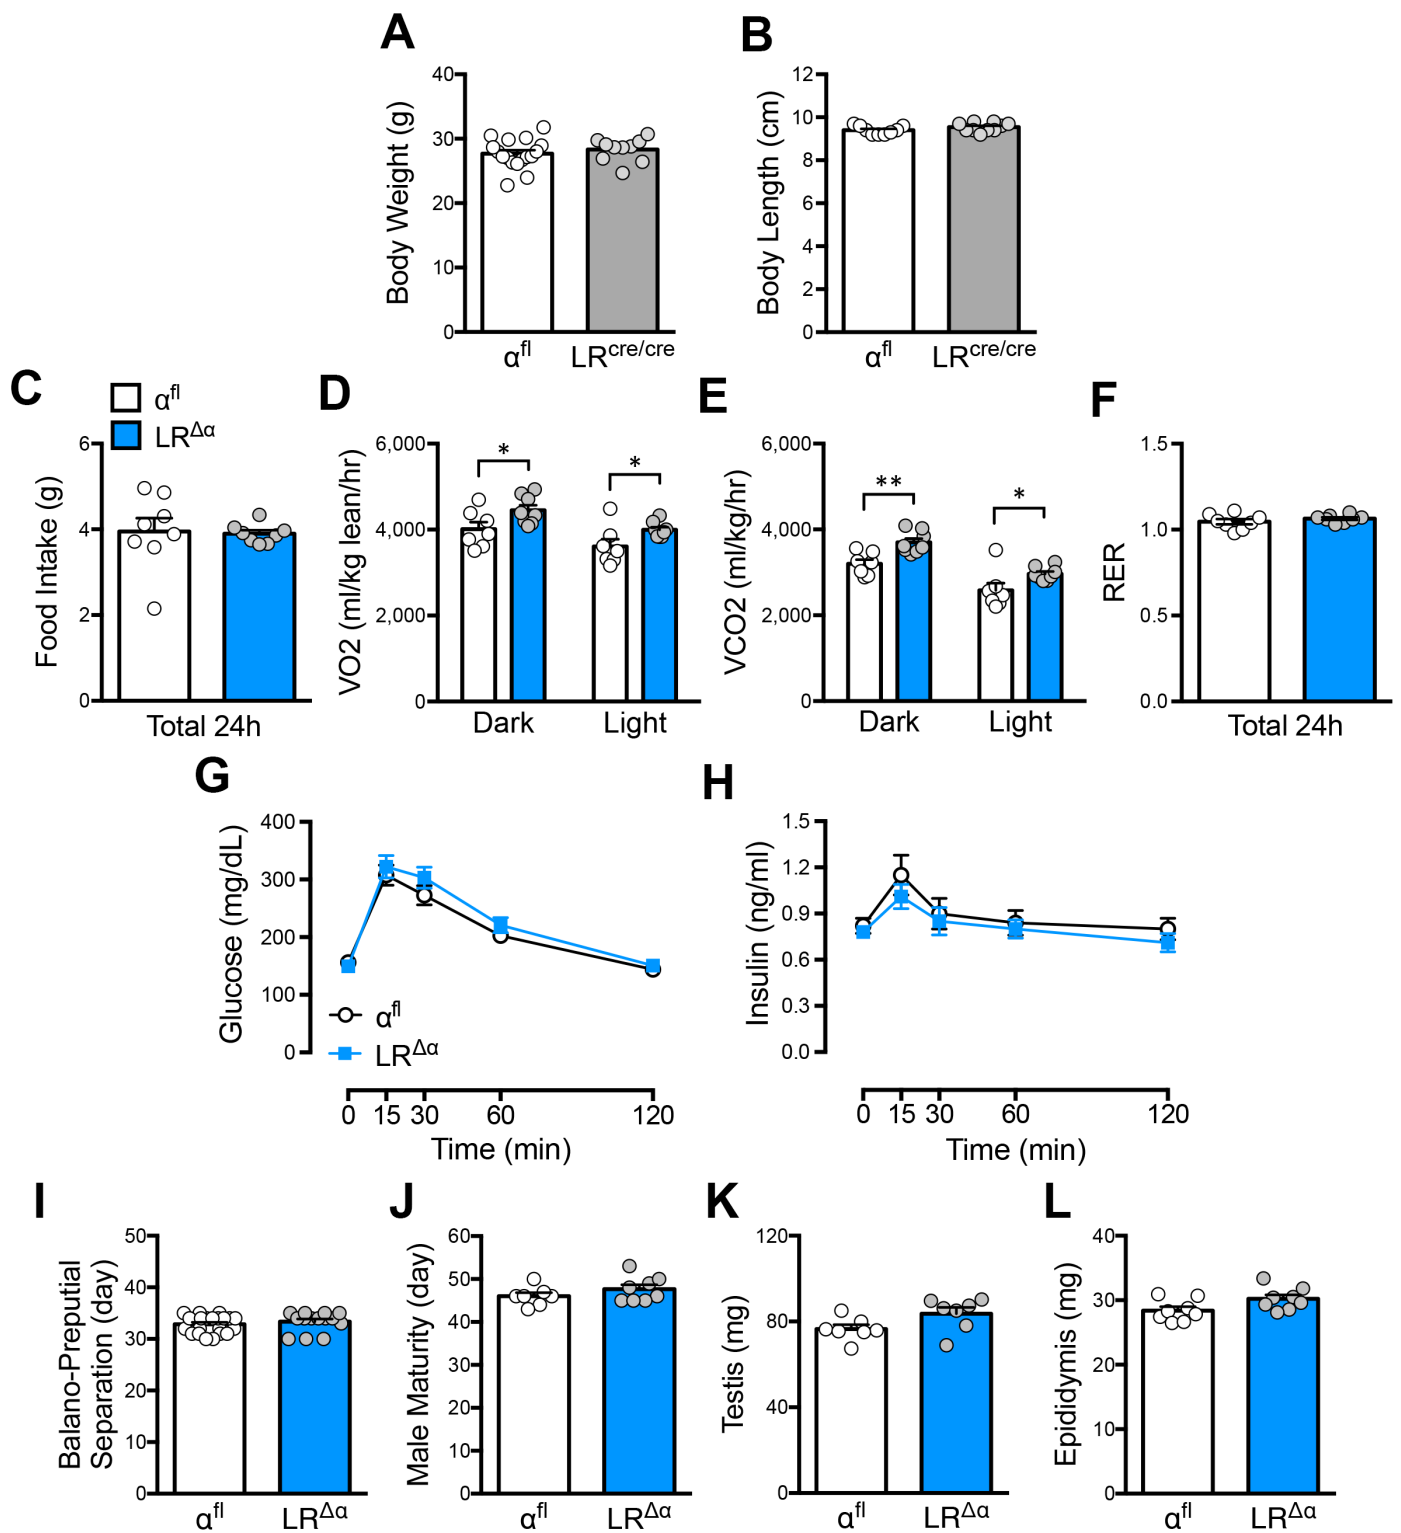 A
Body Weight (g)
40
30
20
10
0
αfl
LRcre/cre
B
Body Length (cm)
12
10
8
6
4
2
0
αfl
LRcre/cre
C
αfl
LRΔα
Food Intake (g)
6
4
2
0
Total 24h
D
VO2 (ml/kg lean/hr)
6,000
4,000
2,000
0
*
*
Dark
Light
E
VCO2 (ml/kg/hr)
6,000
4,000
2,000
0
**
*
Dark
Light
F
RER
1.5
1.0
0.5
0.0
Total 24h
G
Glucose (mg/dL)
400
300
200
100
0
αfl
LRΔα
0 15 30 60 120
Time (min)
H
Insulin (ng/ml)
1.5
1.2
0.9
0.6
0.3
0.0
0 15 30 60 120
Time (min)
I
Balano-Preputial
Separation (day)
50
40
30
20
10
0
αfl
LRΔα
J
Male Maturity (day)
60
50
40
30
20
10
0
αfl
LRΔα
K
Testis (mg)
120
80
40
0
αfl
LRΔα
L
Epididymis (mg)
40
30
20
10
0
αfl
LRΔα